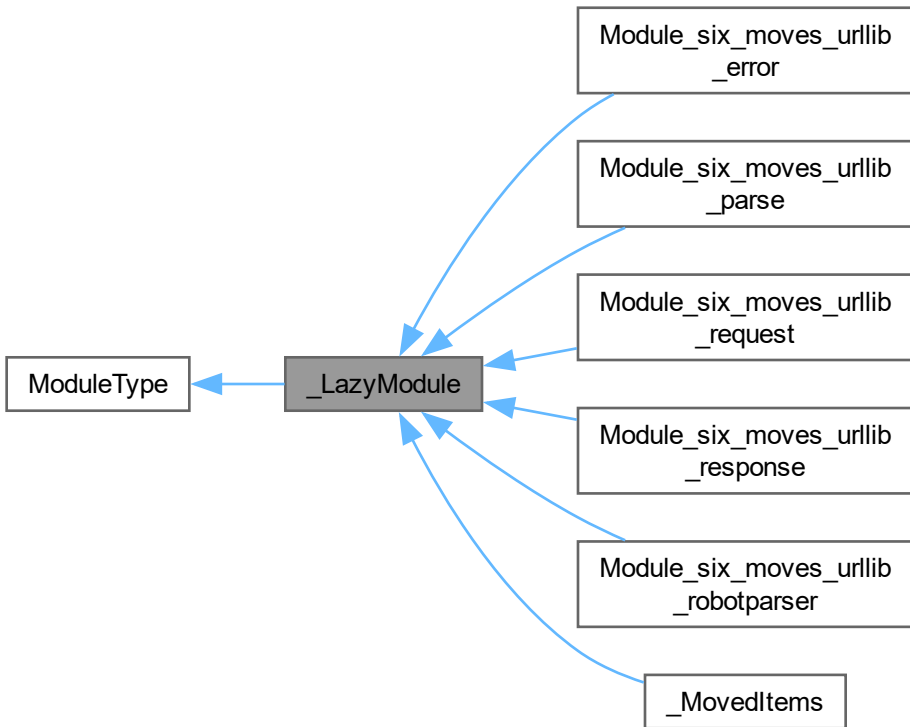 ModuleType
_LazyModule
Module_six_moves_urllib
_error
Module_six_moves_urllib
_parse
Module_six_moves_urllib
_request
Module_six_moves_urllib
_response
Module_six_moves_urllib
_robotparser
_MovedItems